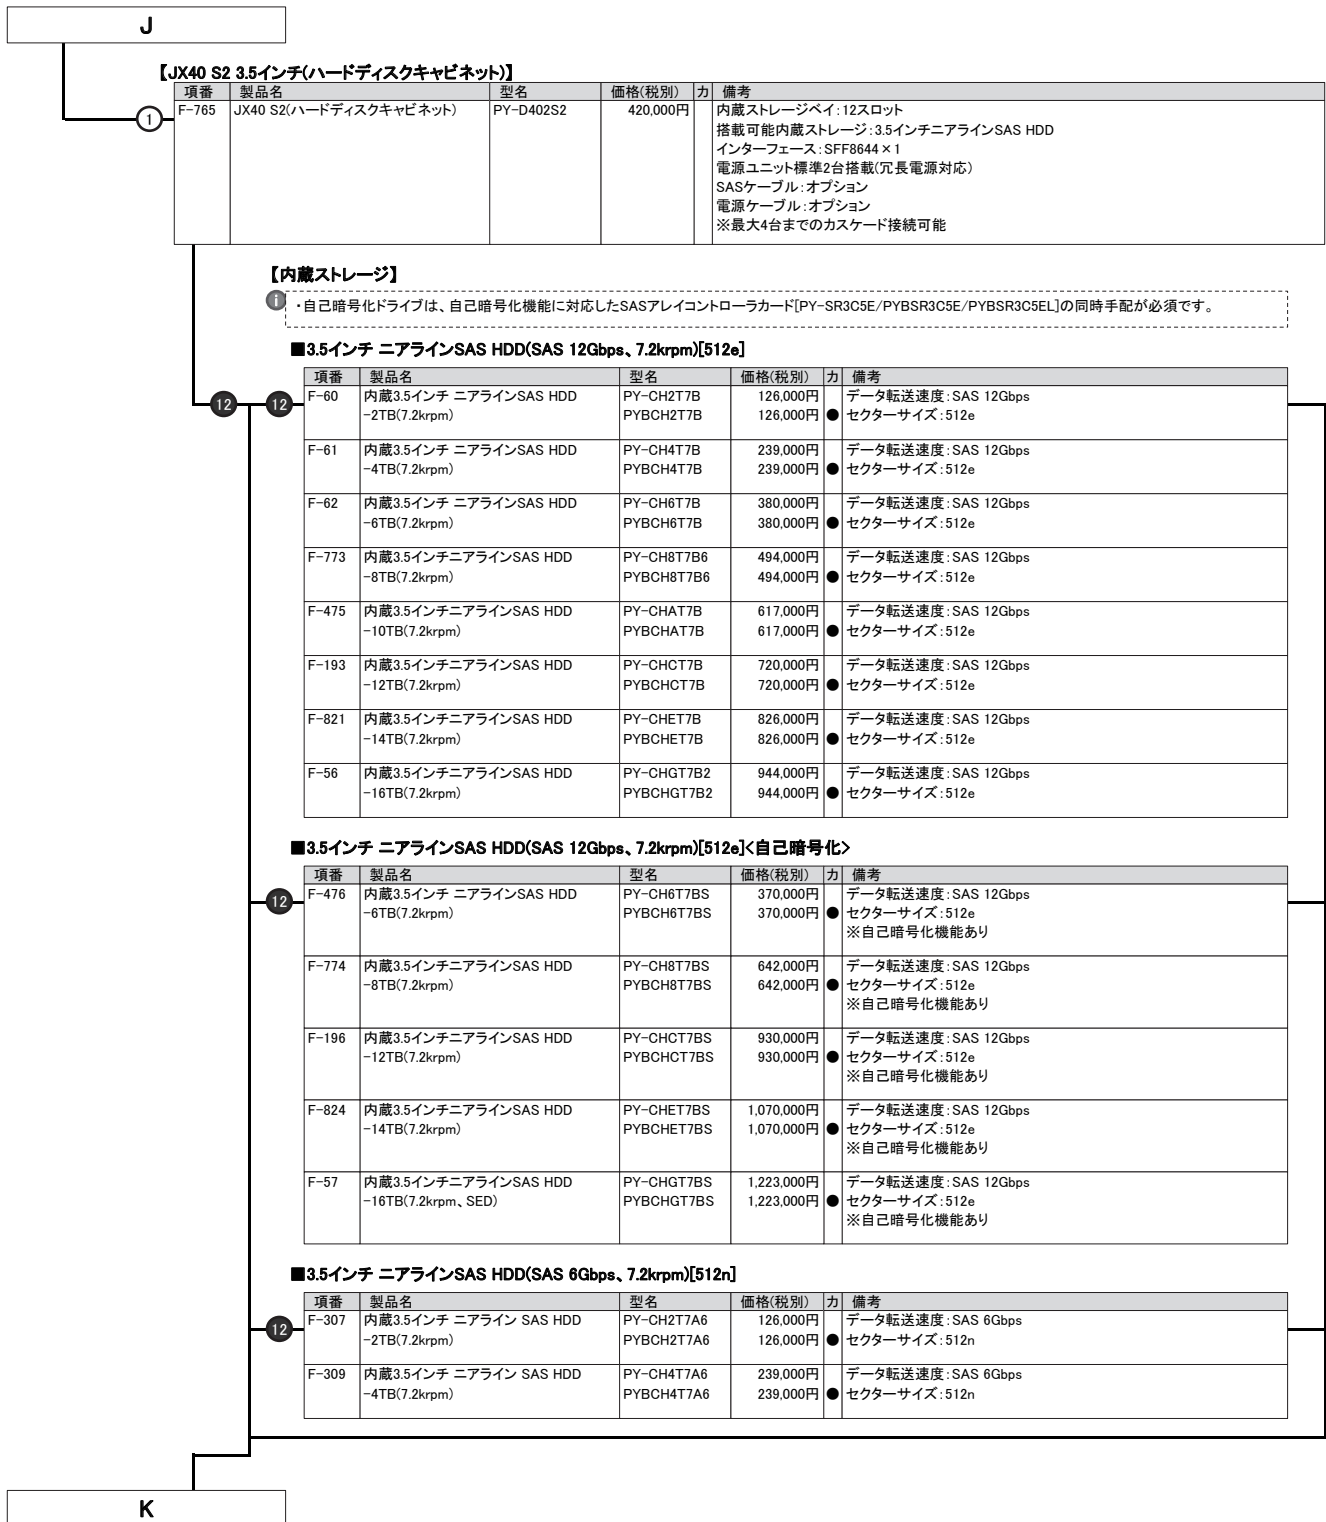 J
【JX40 S2 3.5インチ(ハードディスクキャビネット)】
項番 製品名 型名 価格(税別) カ 備考
F-765 JX40 S2(ハードディスクキャビネット) PY-D402S2 420,000円 内蔵ストレージベイ:12スロット
搭載可能内蔵ストレージ:3.5インチニアラインSAS HDD
インターフェース:SFF8644×1
電源ユニット標準2台搭載(冗長電源対応)
SASケーブル:オプション
電源ケーブル:オプション
※最大4台までのカスケード接続可能
1
【内蔵ストレージ】
i ・自己暗号化ドライブは、自己暗号化機能に対応したSASアレイコントローラカード[PY-SR3C5E/PYBSR3C5E/PYBSR3C5EL]の同時手配が必須です。
■3.5インチ ニアラインSAS HDD(SAS 12Gbps、7.2krpm)[512e]
項番 製品名 型名 価格(税別) カ 備考
12 12 F-60 内蔵3.5インチ ニアラインSAS HDD PY-CH2T7B 126,000円 データ転送速度:SAS 12Gbps
-2TB(7.2krpm) PYBCH2T7B 126,000円 ● セクターサイズ:512e
F-61 内蔵3.5インチ ニアラインSAS HDD PY-CH4T7B 239,000円 データ転送速度:SAS 12Gbps
-4TB(7.2krpm) PYBCH4T7B 239,000円 ● セクターサイズ:512e
F-62 内蔵3.5インチ ニアラインSAS HDD PY-CH6T7B 380,000円 データ転送速度:SAS 12Gbps
-6TB(7.2krpm) PYBCH6T7B 380,000円 ● セクターサイズ:512e
F-773 内蔵3.5インチニアラインSAS HDD PY-CH8T7B6 494,000円 データ転送速度:SAS 12Gbps
-8TB(7.2krpm) PYBCH8T7B6 494,000円 ● セクターサイズ:512e
F-475 内蔵3.5インチニアラインSAS HDD PY-CHAT7B 617,000円 データ転送速度:SAS 12Gbps
-10TB(7.2krpm) PYBCHAT7B 617,000円 ● セクターサイズ:512e
F-193 内蔵3.5インチニアラインSAS HDD PY-CHCT7B 720,000円 データ転送速度:SAS 12Gbps
-12TB(7.2krpm) PYBCHCT7B 720,000円 ● セクターサイズ:512e
F-821 内蔵3.5インチニアラインSAS HDD PY-CHET7B 826,000円 データ転送速度:SAS 12Gbps
-14TB(7.2krpm) PYBCHET7B 826,000円 ● セクターサイズ:512e
F-56 内蔵3.5インチニアラインSAS HDD PY-CHGT7B2 944,000円 データ転送速度:SAS 12Gbps
-16TB(7.2krpm) PYBCHGT7B2 944,000円 ● セクターサイズ:512e
■3.5インチ ニアラインSAS HDD(SAS 12Gbps、7.2krpm)[512e]<自己暗号化>
項番 製品名 型名 価格(税別) カ 備考
12 F-476 内蔵3.5インチ ニアラインSAS HDD PY-CH6T7BS 370,000円 データ転送速度:SAS 12Gbps
-6TB(7.2krpm) PYBCH6T7BS 370,000円 ● セクターサイズ:512e
※自己暗号化機能あり
F-774 内蔵3.5インチニアラインSAS HDD PY-CH8T7BS 642,000円 データ転送速度:SAS 12Gbps
-8TB(7.2krpm) PYBCH8T7BS 642,000円 ● セクターサイズ:512e
※自己暗号化機能あり
F-196 内蔵3.5インチニアラインSAS HDD PY-CHCT7BS 930,000円 データ転送速度:SAS 12Gbps
-12TB(7.2krpm) PYBCHCT7BS 930,000円 ● セクターサイズ:512e
※自己暗号化機能あり
F-824 内蔵3.5インチニアラインSAS HDD PY-CHET7BS 1,070,000円 データ転送速度:SAS 12Gbps
-14TB(7.2krpm) PYBCHET7BS 1,070,000円 ● セクターサイズ:512e
※自己暗号化機能あり
F-57 内蔵3.5インチニアラインSAS HDD PY-CHGT7BS 1,223,000円 データ転送速度:SAS 12Gbps
-16TB(7.2krpm、SED) PYBCHGT7BS 1,223,000円 ● セクターサイズ:512e
※自己暗号化機能あり
■3.5インチ ニアラインSAS HDD(SAS 6Gbps、7.2krpm)[512n]
項番 製品名 型名 価格(税別) カ 備考
12 F-307 内蔵3.5インチ ニアライン SAS HDD PY-CH2T7A6 126,000円 データ転送速度:SAS 6Gbps
-2TB(7.2krpm) PYBCH2T7A6 126,000円 ● セクターサイズ:512n
F-309 内蔵3.5インチ ニアライン SAS HDD PY-CH4T7A6 239,000円 データ転送速度:SAS 6Gbps
-4TB(7.2krpm) PYBCH4T7A6 239,000円 ● セクターサイズ:512n
K